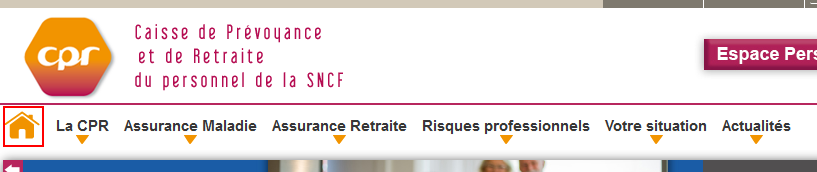 cpr
Caisse de Prévoyance
et de Retraite
du personnel de la SNCF
Espace Pers
La CPR Assurance Maladie Assurance Retraite Risques professionnels Votre situation Actualités